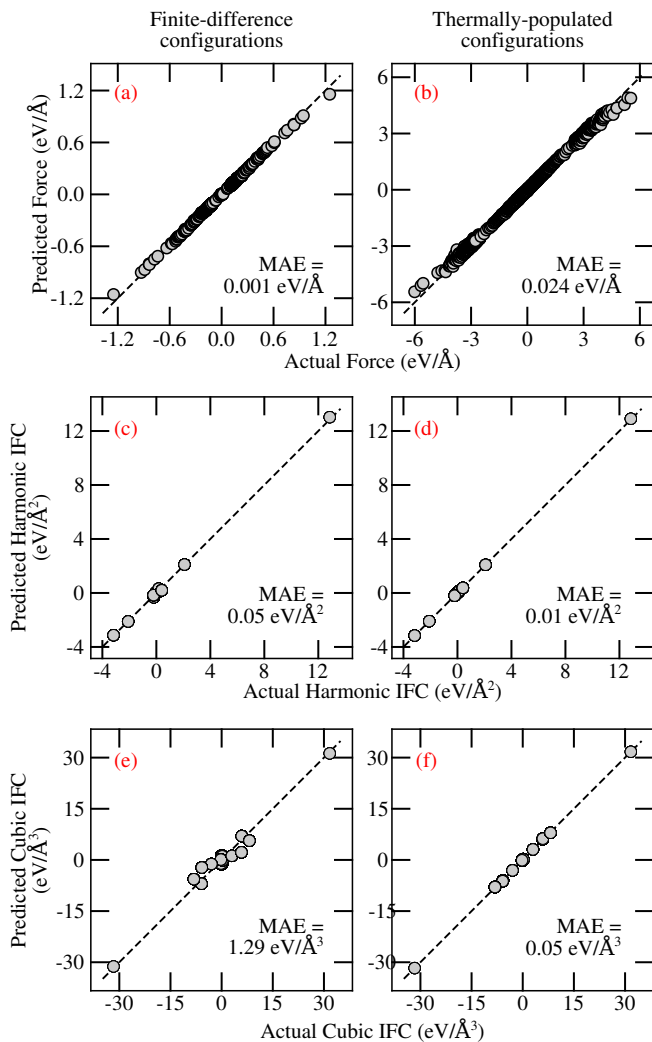 Finite-difference
configurations
Thermally-populated
configurations
(a)
1.2
0.6
0.0
-0.6
-1.2
Predicted Force (eV/Å)
MAE =
0.001 eV/Å
-1.2 -0.6 0.0 0.6 1.2
(b)
6
3
0
-3
-6
MAE =
0.024 eV/Å
-6 -3 0 3 6
Actual Force (eV/Å)
(c)
12
8
4
0
-4
Predicted Harmonic IFC
(eV/Å²)
MAE =
0.05 eV/Å²
-4 0 4 8 12
(d)
MAE =
0.01 eV/Å²
-4 0 4 8 12
Actual Harmonic IFC (eV/Å²)
(e)
30
15
0
-15
-30
Predicted Cubic IFC
(eV/Å³)
MAE =
1.29 eV/Å³
-30 -15 0 15 30
(f)
30
15
0
-15
-30
MAE =
0.05 eV/Å³
-30 -15 0 15 30
Actual Cubic IFC (eV/Å³)